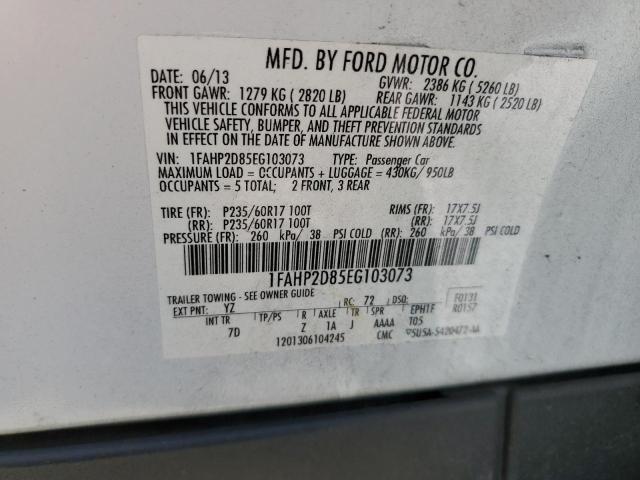 MFD. BY FORD MOTOR CO.
DATE: 06/13 GVWR: 2386 KG ( 5260 LB)
FRONT GAWR: 1279 KG ( 2820 LB) REAR GAWR: 1143 KG ( 2520 LB)
THIS VEHICLE CONFORMS TO ALL APPLICABLE FEDERAL MOTOR
VEHICLE SAFETY, BUMPER, AND THEFT PREVENTION STANDARDS
IN EFFECT ON THE DATE OF MANUFACTURE SHOWN ABOVE.
VIN: 1FAHP2D85EG103073 TYPE: Passenger Car
MAXIMUM LOAD = OCCUPANTS + LUGGAGE = 430KG/ 950LB
OCCUPANTS = 5 TOTAL; 2 FRONT, 3 REAR
TIRE (FR): P235/60R17 100T RIMS (FR): 17X7.5J
(RR): P235/60R17 100T (RR): 17X7.5J
PRESSURE (FR): 260 kPa/ 38 PSI COLD (RR): 260 kPa/ 38 PSI COLD
1FAHP2D85EG103073
TRAILER TOWING - SEE OWNER GUIDE
EXT PNT: YZ RC: 72 DSO: F0131
INT TR TP/PS R AXLE TR SPR EPHTF R0157
7D Z 1A J AAAA T05
1201306104245 CMC 5U5A-5420472-AA